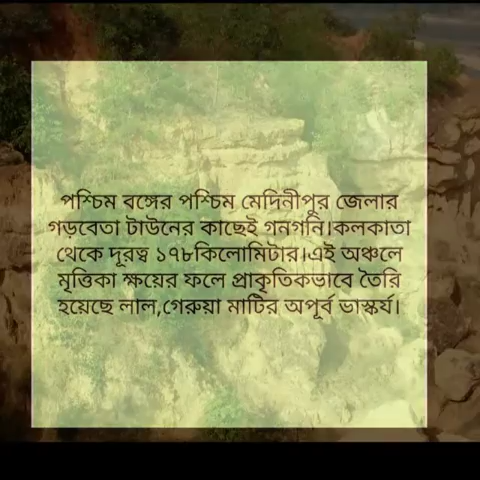 পশ্চিম বঙ্গের পশ্চিম মেদিনীপুর জেলার
গড়বেতা টাউনের কাছেই গনগনি।কলকাতা
থেকে দূরত্ব ১৭৮কিলোমিটার।এই অঞ্চলে
মৃত্তিকা ক্ষয়ের ফলে প্রাকৃতিকভাবে তৈরি
হয়েছে লাল,গেরুয়া মাটির অপূর্ব ভাস্কর্য।